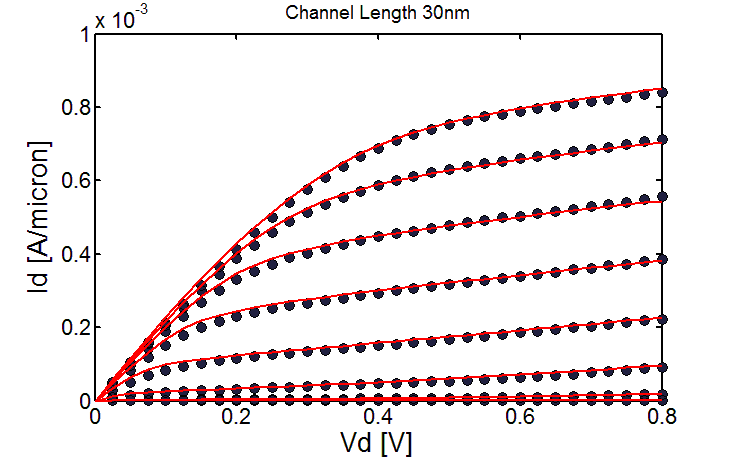 Channel Length 30nm
1 x 10^-3
0.8
0.6
0.4
0.2
0
Id [A/micron]
0 0.2 0.4 0.6 0.8
Vd [V]